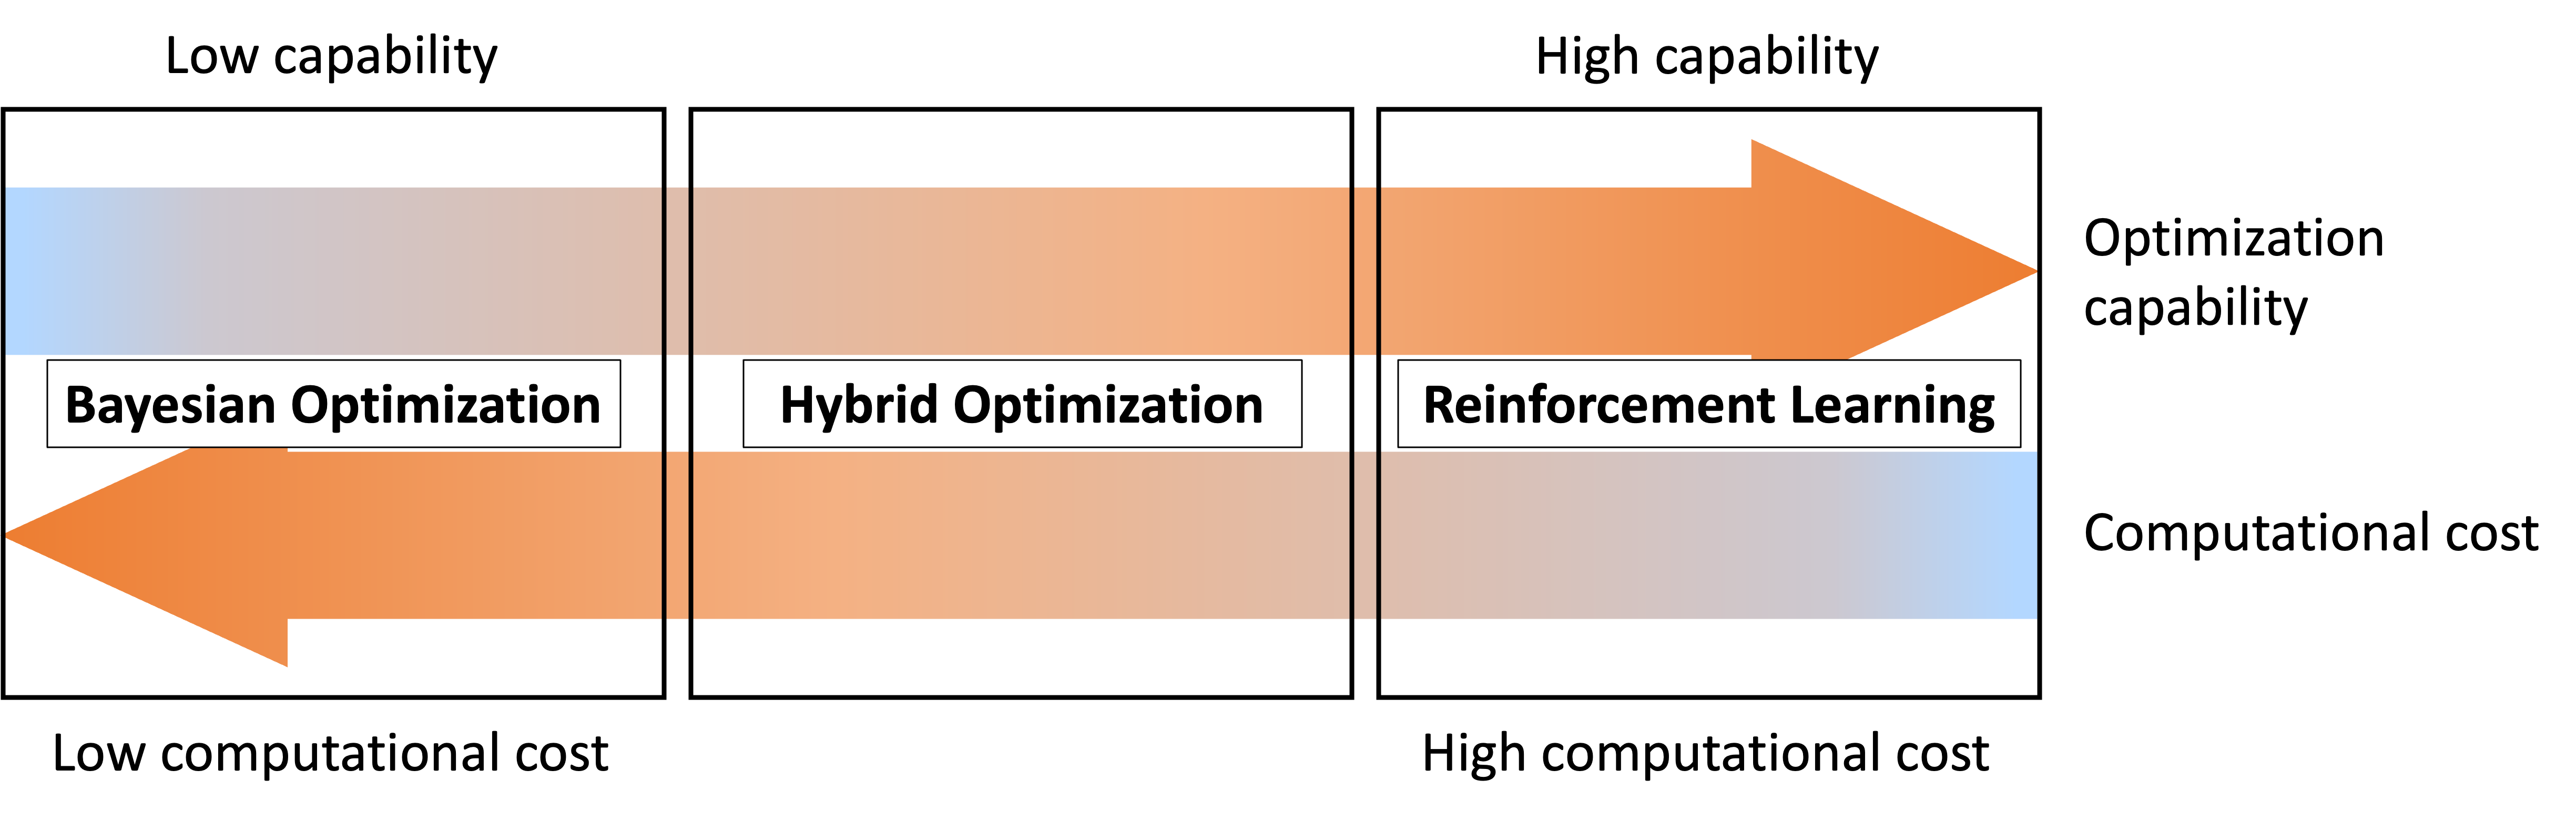 Low capability
High capability
Optimization
capability
Bayesian Optimization
Hybrid Optimization
Reinforcement Learning
Computational cost
Low computational cost
High computational cost